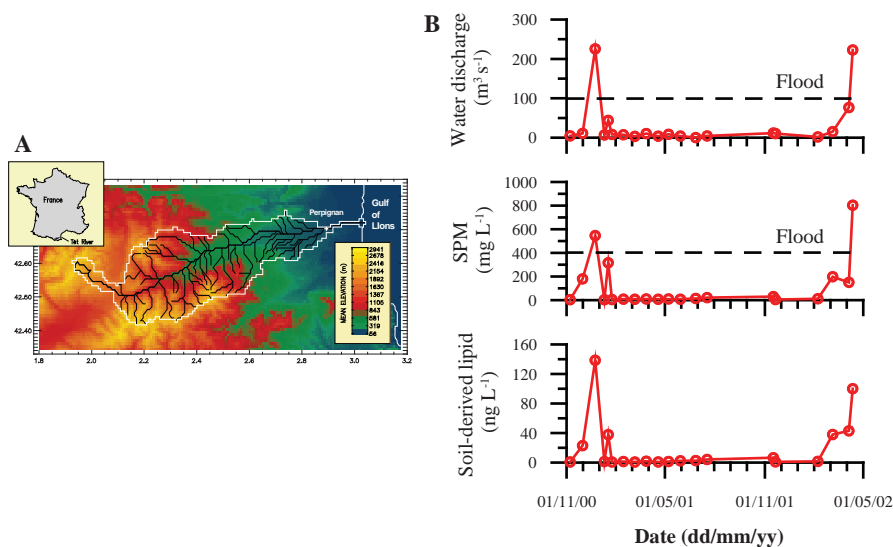 A
France
Tet River
Perpignan
Gulf
of
LIons
42.60
42.50
42.40
1.8
2.0
2.2
2.4
2.6
2.8
3.0
3.2
MEAN ELEVATION (m)
2941
2678
2416
2154
1892
1630
1367
1105
843
581
319
56
B
Water discharge
(m³ s⁻¹)
300
200
100
0
Flood
SPM
(mg L⁻¹)
1000
800
600
400
200
0
Flood
Soil-derived lipid
(ng L⁻¹)
160
120
80
40
0
01/11/00
01/05/01
01/11/01
01/05/02
Date (dd/mm/yy)